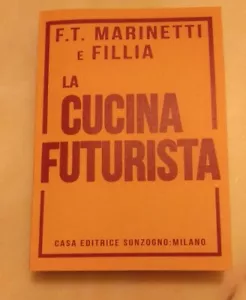 F.T. MARINETTI
E FILLIA
LA
CUCINA
FUTURISTA
CASA EDITRICE SONZOGNO:MILANO